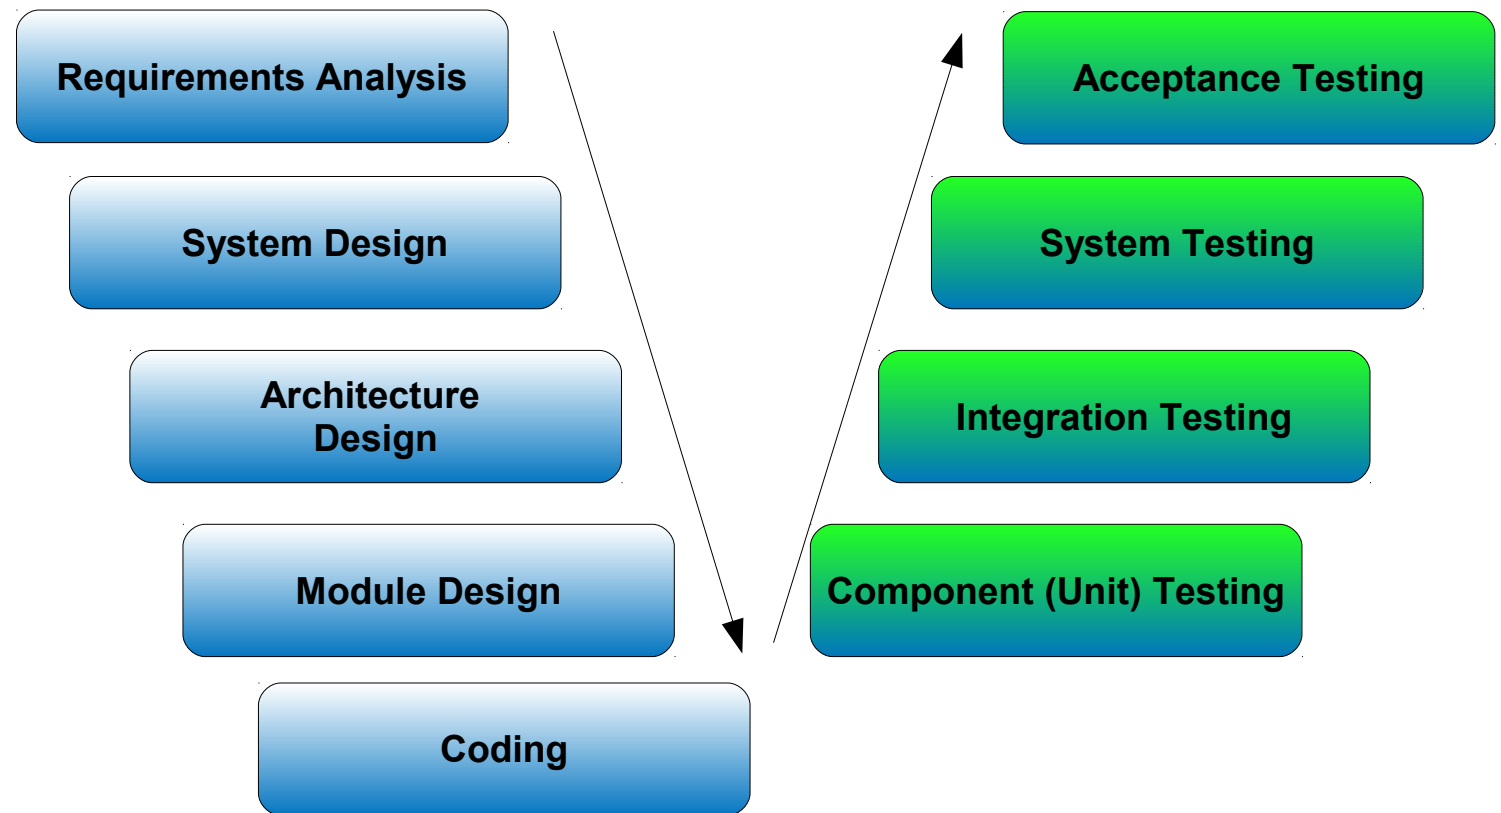 Requirements Analysis
System Design
Architecture
Design
Module Design
Coding
Acceptance Testing
System Testing
Integration Testing
Component (Unit) Testing